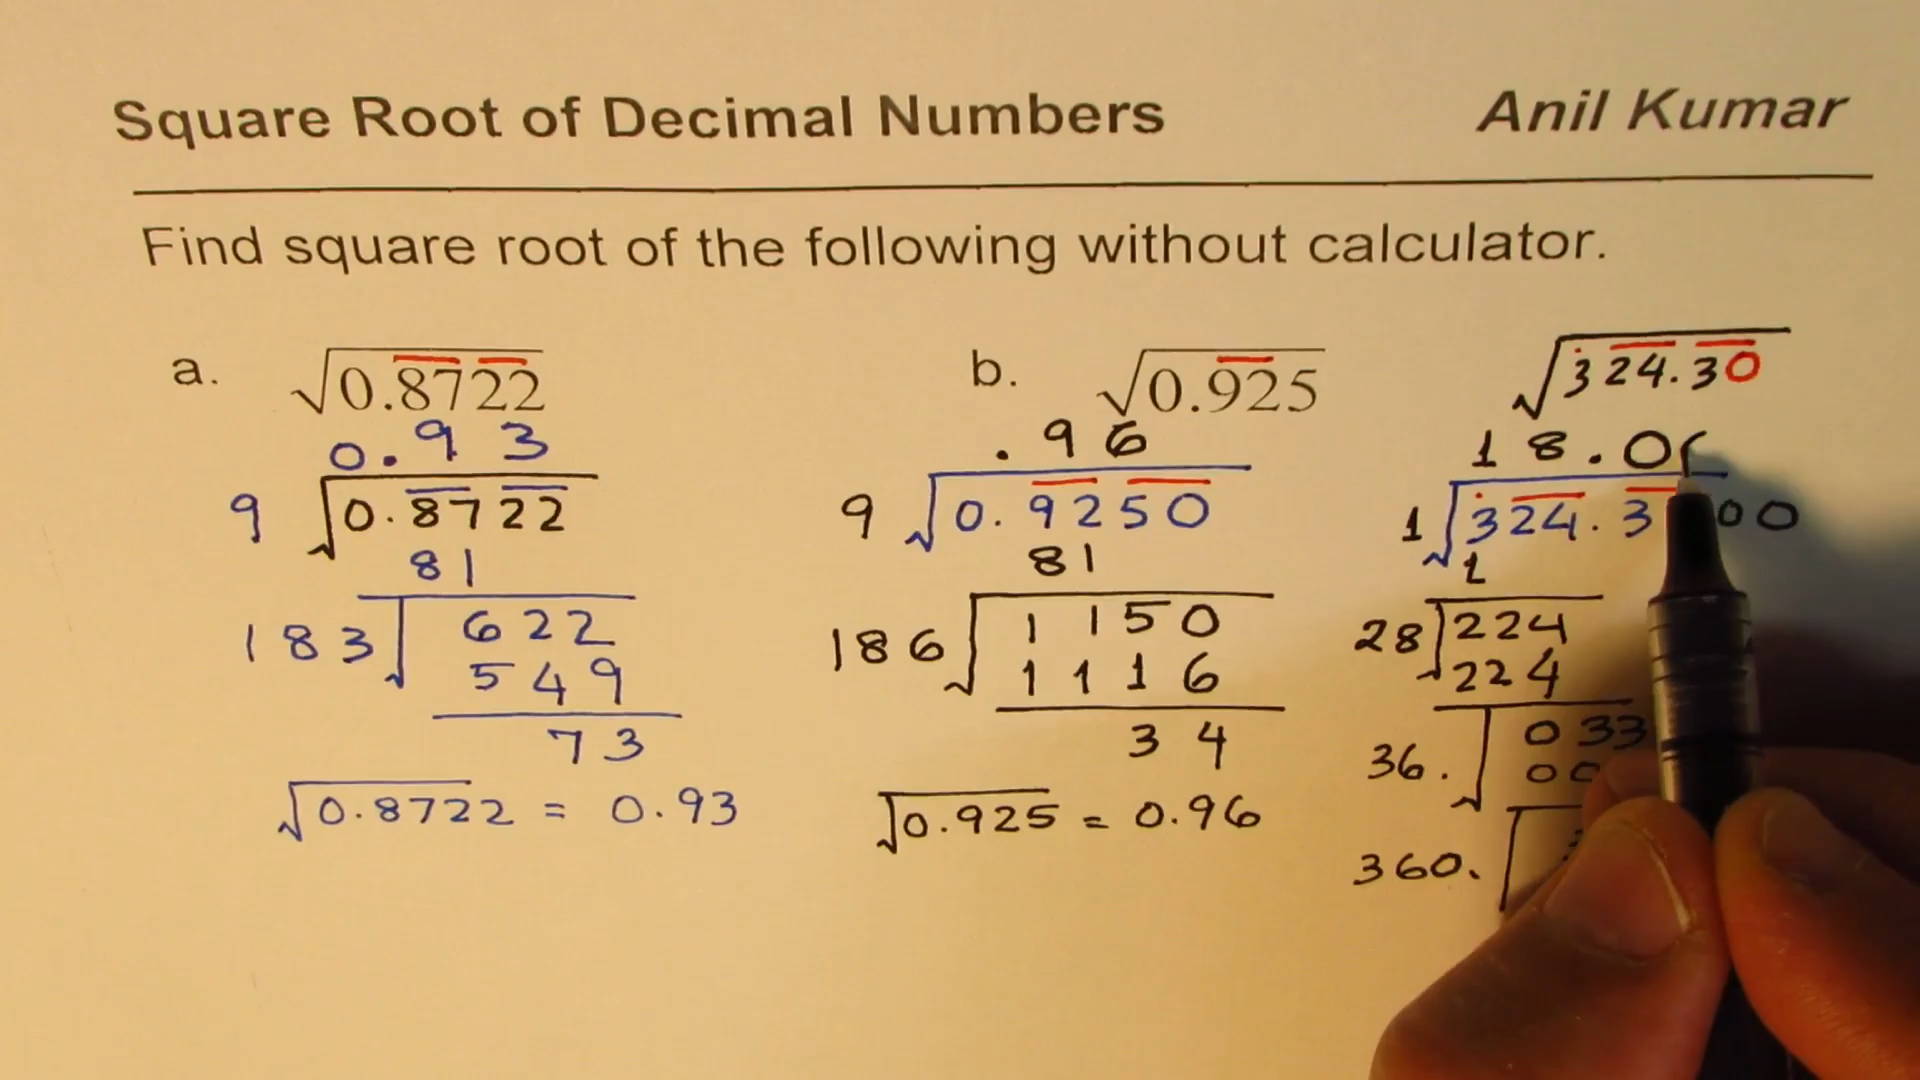 Square Root of Decimal Numbers
Anil Kumar
Find square root of the following without calculator.
a. √0.8722
0.93
9 √0.8722
81
183 √622
549
73
√0.8722 = 0.93
b. √0.925
.96
9 √0.9250
81
186 √1150
1116
34
√0.925 = 0.96
√324.30
18.0
1 √324.3 00
1
28 √224
224
36. √033
0
360.